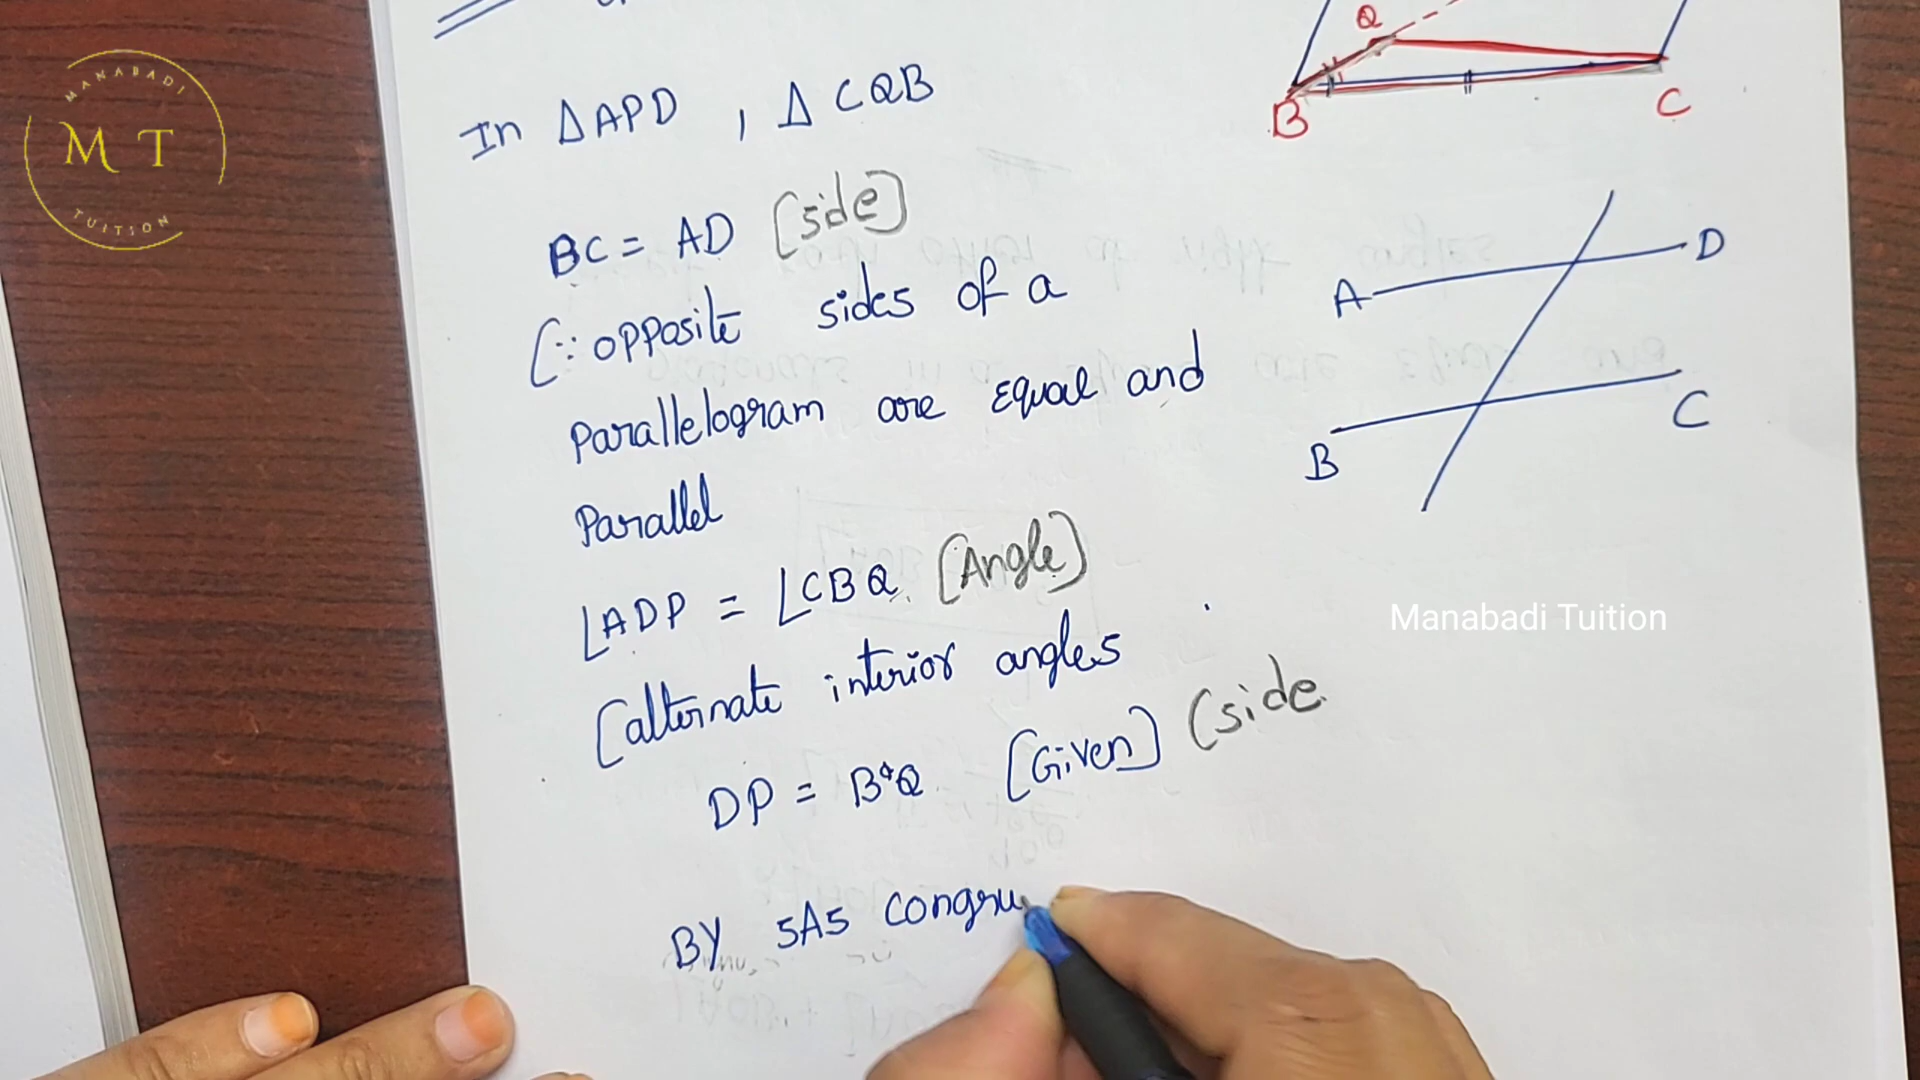 MANABADI
M T
TUITION
In ΔAPD , Δ CQB
BC = AD [side]
[∵ opposite sides of a
parallelogram are equal and
parallel
∠ADP = ∠CBQ. [Angle]
[alternate interior angles
DP = BQ [Given] (side
BY SAS congru
Q
B
C
A
D
B
C
Manabadi Tuition